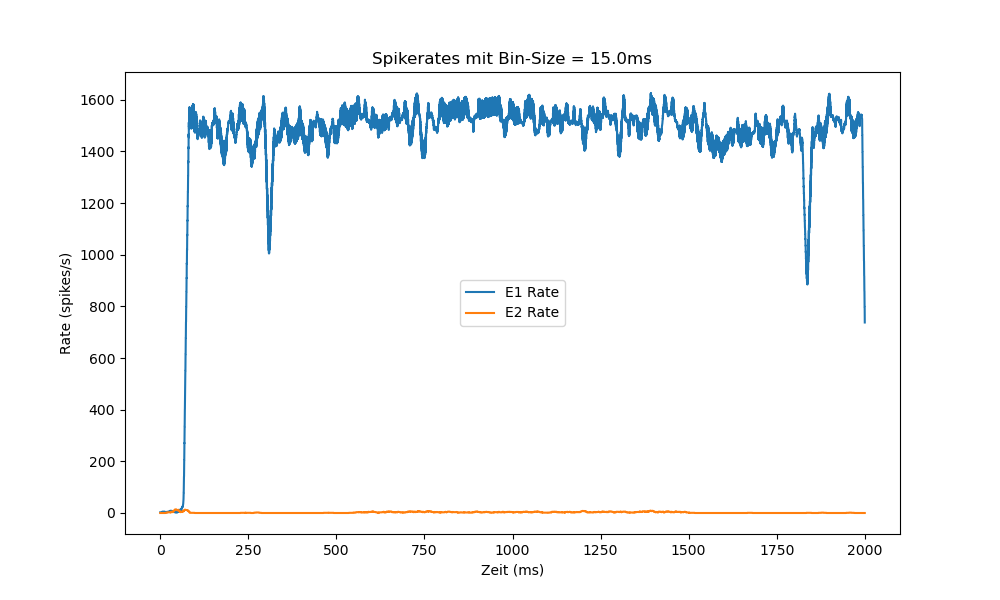 Spikerates mit Bin-Size = 15.0ms
1600
1400
1200
1000
800
600
400
200
0
Rate (spikes/s)
E1 Rate
E2 Rate
0 250 500 750 1000 1250 1500 1750 2000
Zeit (ms)